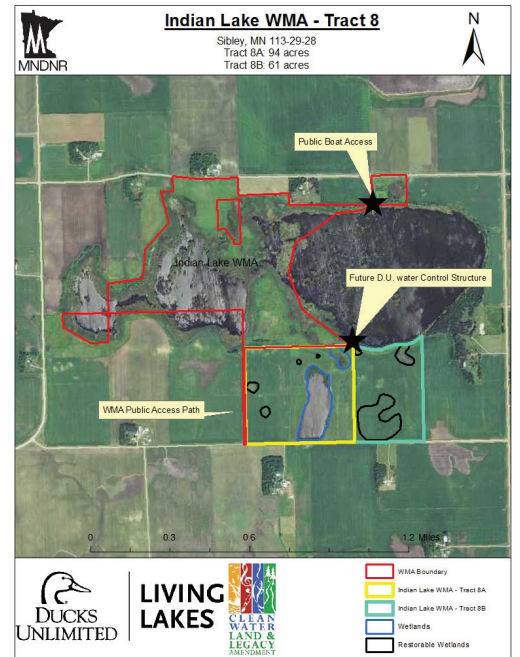 Indian Lake WMA - Tract 8
Sibley, MN 113-29-28
Tract 8A: 94 acres
Tract 8B: 61 acres
MNDNR
N
Public Boat Access
Indian Lake WMA
Future D.U. water Control Structure
WMA Public Access Path
0 0.3 0.6 1.2 Miles
DUCKS
UNLIMITED
LIVING
LAKES
CLEAN
WATER
LAND &
LEGACY
AMENDMENT
WMA Boundary
Indian Lake WMA - Tract 8A
Indian Lake WMA - Tract 8B
Wetlands
Restorable Wetlands